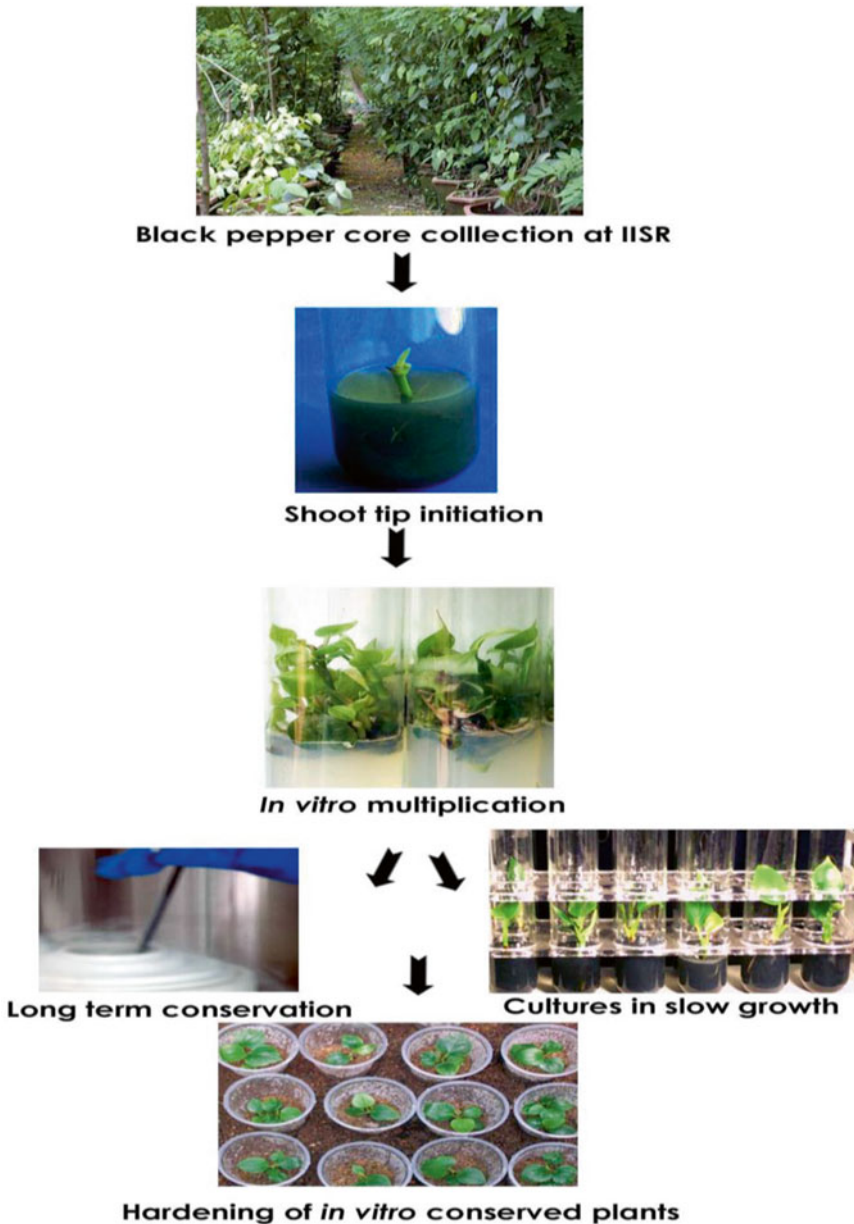 Black pepper core colllection at IISR
Shoot tip initiation
In vitro multiplication
Long term conservation
Cultures in slow growth
Hardening of in vitro conserved plants